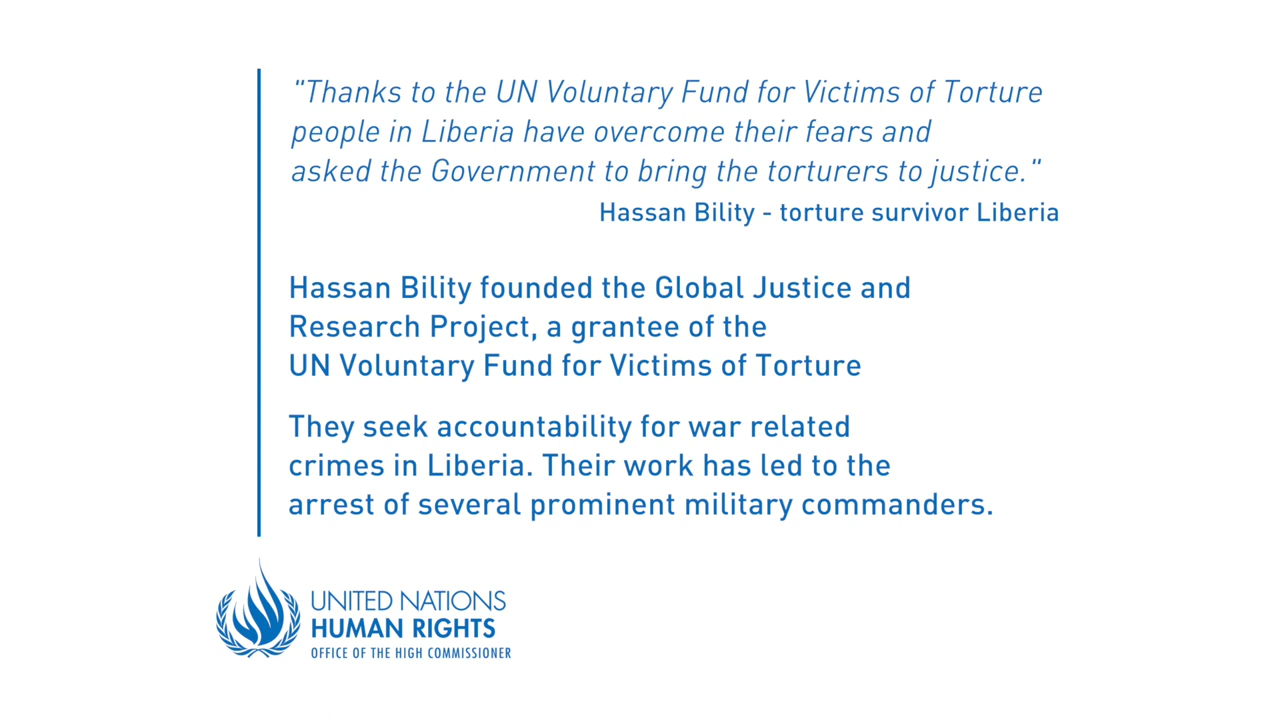 "Thanks to the UN Voluntary Fund for Victims of Torture
people in Liberia have overcome their fears and
asked the Government to bring the torturers to justice."
Hassan Bility - torture survivor Liberia
Hassan Bility founded the Global Justice and
Research Project, a grantee of the
UN Voluntary Fund for Victims of Torture
They seek accountability for war related
crimes in Liberia. Their work has led to the
arrest of several prominent military commanders.
UNITED NATIONS
HUMAN RIGHTS
OFFICE OF THE HIGH COMMISSIONER